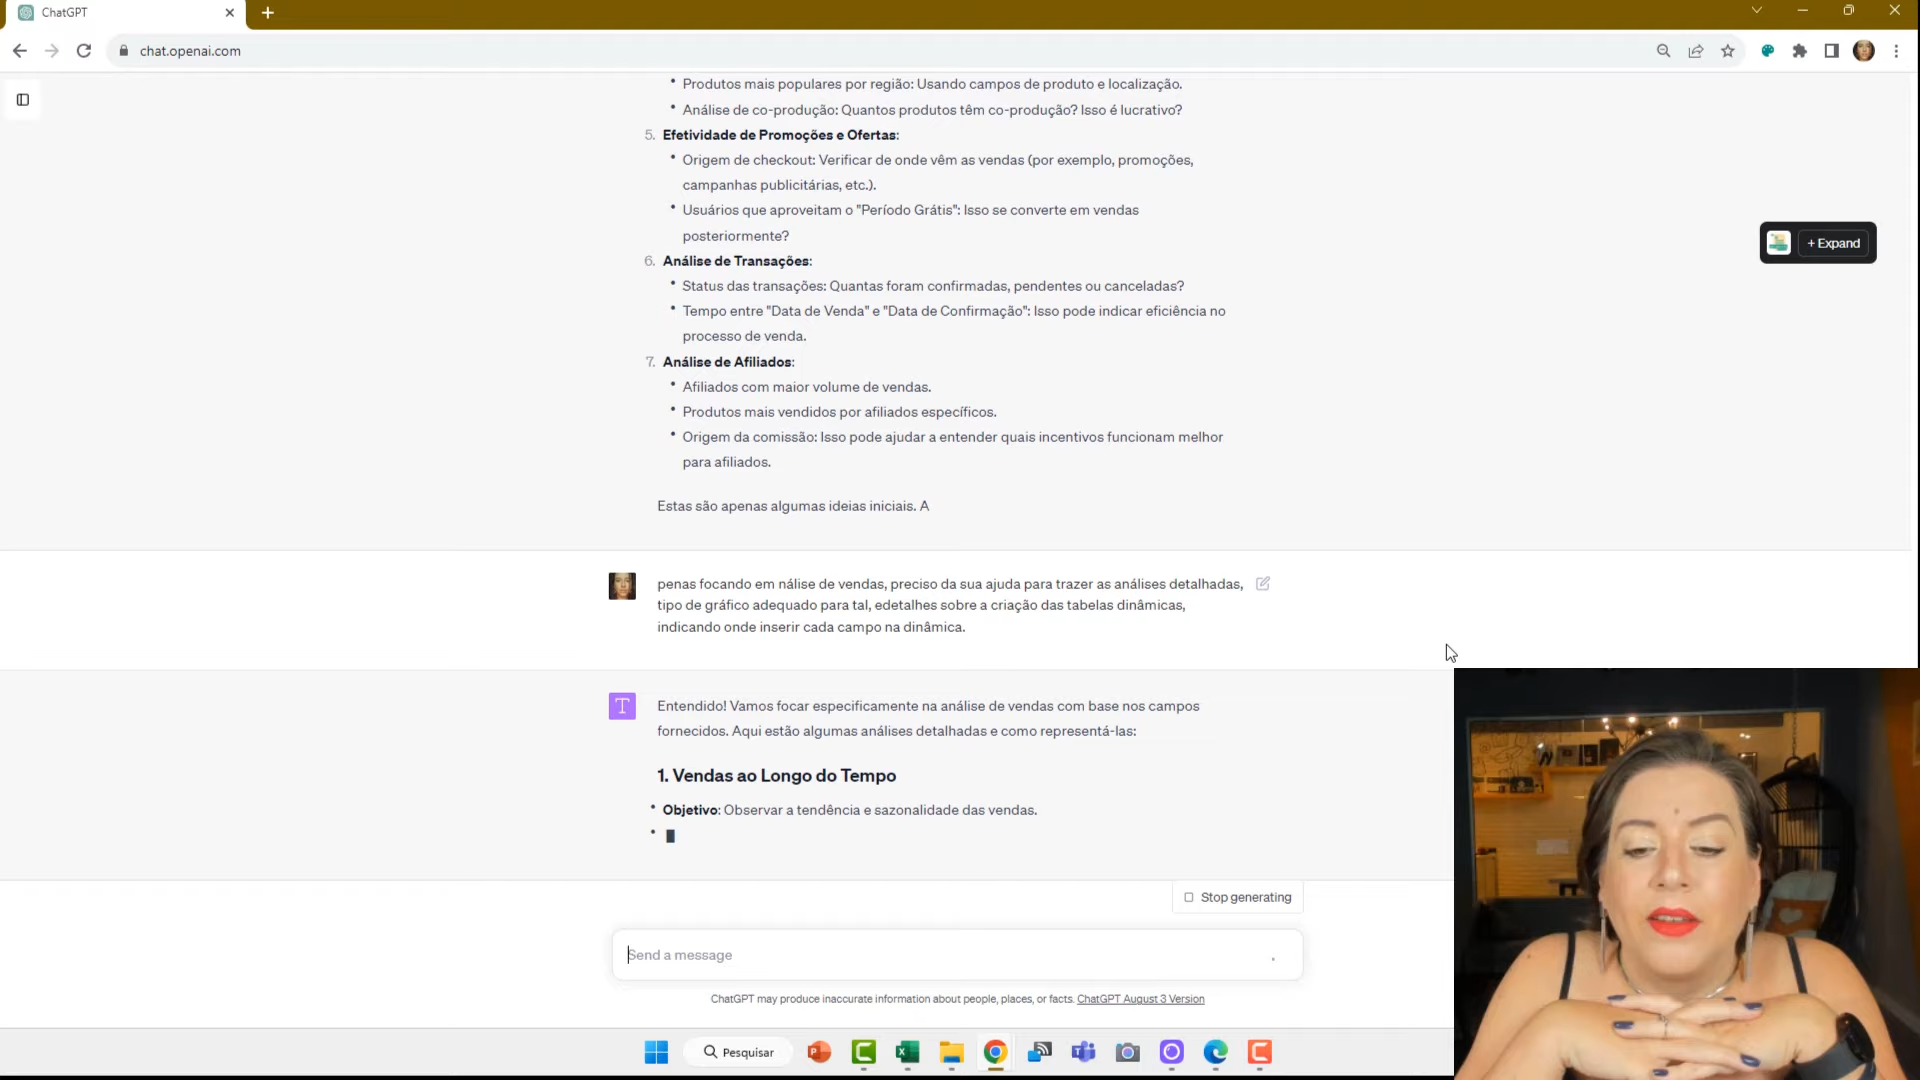 ChatGPT
chat.openai.com
Produtos mais populares por região: Usando campos de produto e localização.
Análise de co-produção: Quantos produtos têm co-produção? Isso é lucrativo?
5. Efetividade de Promoções e Ofertas:
Origem de checkout: Verificar de onde vêm as vendas (por exemplo, promoções,
campanhas publicitárias, etc.).
Usuários que aproveitam o "Período Grátis": Isso se converte em vendas
posteriormente?
+ Expand
6. Análise de Transações:
Status das transações: Quantas foram confirmadas, pendentes ou canceladas?
Tempo entre "Data de Venda" e "Data de Confirmação": Isso pode indicar eficiência no
processo de venda.
7. Análise de Afiliados:
Afiliados com maior volume de vendas.
Produtos mais vendidos por afiliados específicos.
Origem da comissão: Isso pode ajudar a entender quais incentivos funcionam melhor
para afiliados.
Estas são apenas algumas ideias iniciais. A
penas focando em nálise de vendas, preciso da sua ajuda para trazer as análises detalhadas,
tipo de gráfico adequado para tal, edetalhes sobre a criação das tabelas dinâmicas,
indicando onde inserir cada campo na dinâmica.
T
Entendido! Vamos focar especificamente na análise de vendas com base nos campos
fornecidos. Aqui estão algumas análises detalhadas e como representá-las:
1. Vendas ao Longo do Tempo
Objetivo: Observar a tendência e sazonalidade das vendas.
Stop generating
Send a message
ChatGPT may produce inaccurate information about people, places, or facts. ChatGPT August 3 Version
Pesquisar